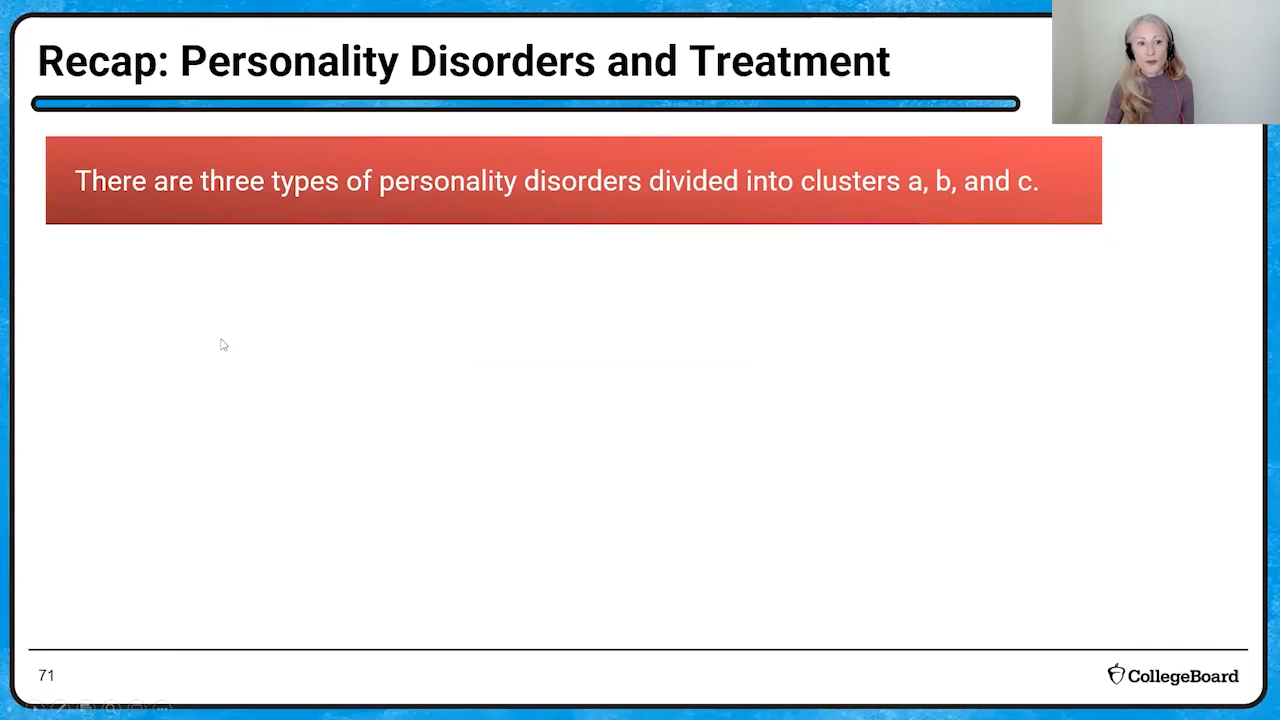 Recap: Personality Disorders and Treatment
There are three types of personality disorders divided into clusters a, b, and c.
71
CollegeBoard